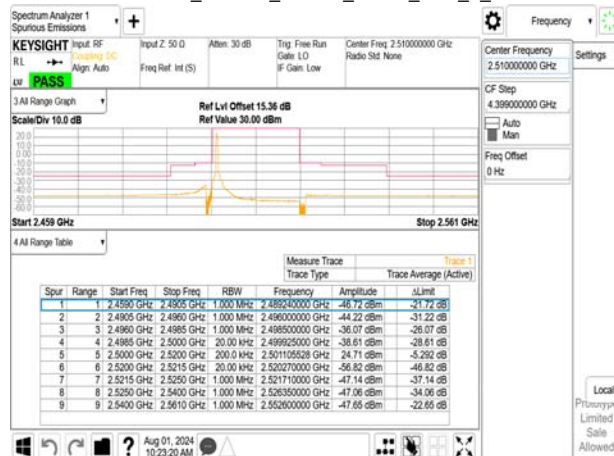 Spectrum Analyzer 1
Spurious Emissions
+
Frequency
KEYSIGHT Input: RF Input Z: 50 Ω Atten: 30 dB Trig: Free Run Center Freq: 2.510000000 GHz
RL Coupling: DC Gate: LO Radio Std: None
Align: Auto Freq Ref: Int (S) IF Gain: Low
PASS
Center Frequency
2.510000000 GHz
Settings
CF Step
4.399000000 GHz
Auto
Man
Freq Offset
0 Hz
3 All Range Graph
Ref Lvl Offset 15.36 dB
Scale/Div 10.0 dB Ref Value 30.00 dBm
20.0
10.0
0.00
-10.0
-20.0
-30.0
-40.0
-50.0
-60.0
Start 2.459 GHz Stop 2.561 GHz
4 All Range Table
Measure Trace Trace 1
Trace Type Trace Average (Active)
Spur Range Start Freq Stop Freq RBW Frequency Amplitude ΔLimit
1 1 2.4590 GHz 2.4905 GHz 1.000 MHz 2.489240000 GHz -46.72 dBm -21.72 dB
2 2 2.4905 GHz 2.4960 GHz 1.000 MHz 2.496000000 GHz -44.22 dBm -31.22 dB
3 3 2.4960 GHz 2.4985 GHz 1.000 MHz 2.498500000 GHz -36.07 dBm -26.07 dB
4 4 2.4985 GHz 2.5000 GHz 20.00 kHz 2.499925000 GHz -38.61 dBm -28.61 dB
5 5 2.5000 GHz 2.5200 GHz 200.0 kHz 2.501105528 GHz 24.71 dBm -5.292 dB
6 6 2.5200 GHz 2.5215 GHz 20.00 kHz 2.520270000 GHz -56.82 dBm -46.82 dB
7 7 2.5215 GHz 2.5250 GHz 1.000 MHz 2.521710000 GHz -47.14 dBm -37.14 dB
8 8 2.5250 GHz 2.5400 GHz 1.000 MHz 2.526350000 GHz -47.06 dBm -34.06 dB
9 9 2.5400 GHz 2.5610 GHz 1.000 MHz 2.552600000 GHz -47.65 dBm -22.65 dB
Local
Prototype
Limited
Sale
Allowed
? Aug 01, 2024
10:23:20 AM